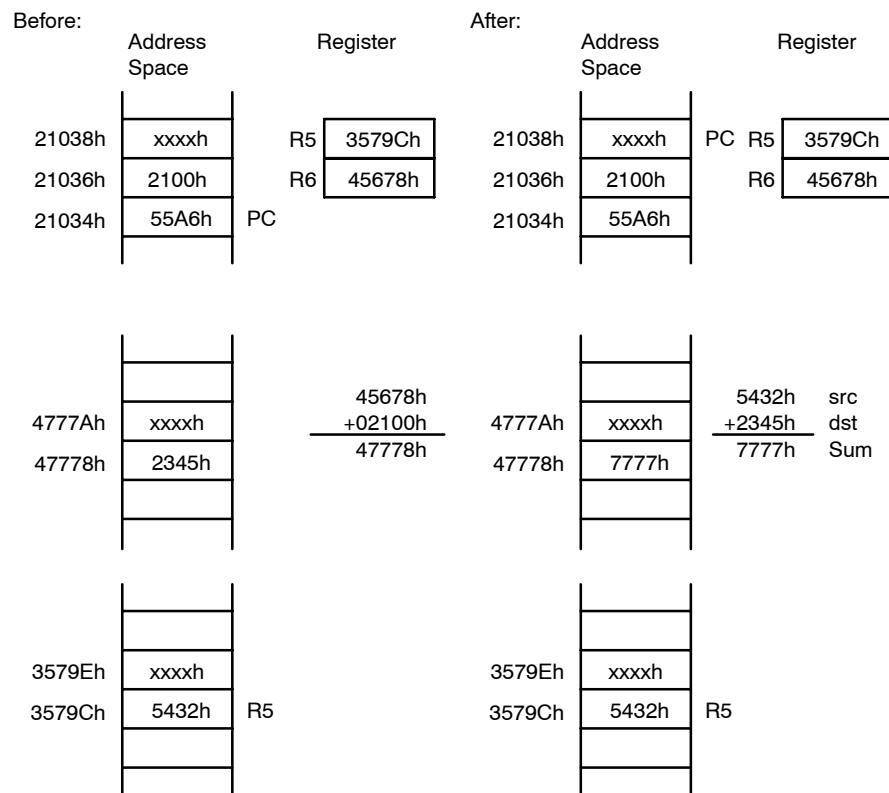 Before:
Address Space
Register
21038h xxxxh R5 3579Ch
21036h 2100h R6 45678h
21034h 55A6h PC
45678h
4777Ah xxxxh +02100h
47778h 2345h 47778h
3579Eh xxxxh
3579Ch 5432h R5
After:
Address Space
Register
21038h xxxxh PC R5 3579Ch
21036h 2100h R6 45678h
21034h 55A6h
5432h src
4777Ah xxxxh +2345h dst
47778h 7777h 7777h Sum
3579Eh xxxxh
3579Ch 5432h R5